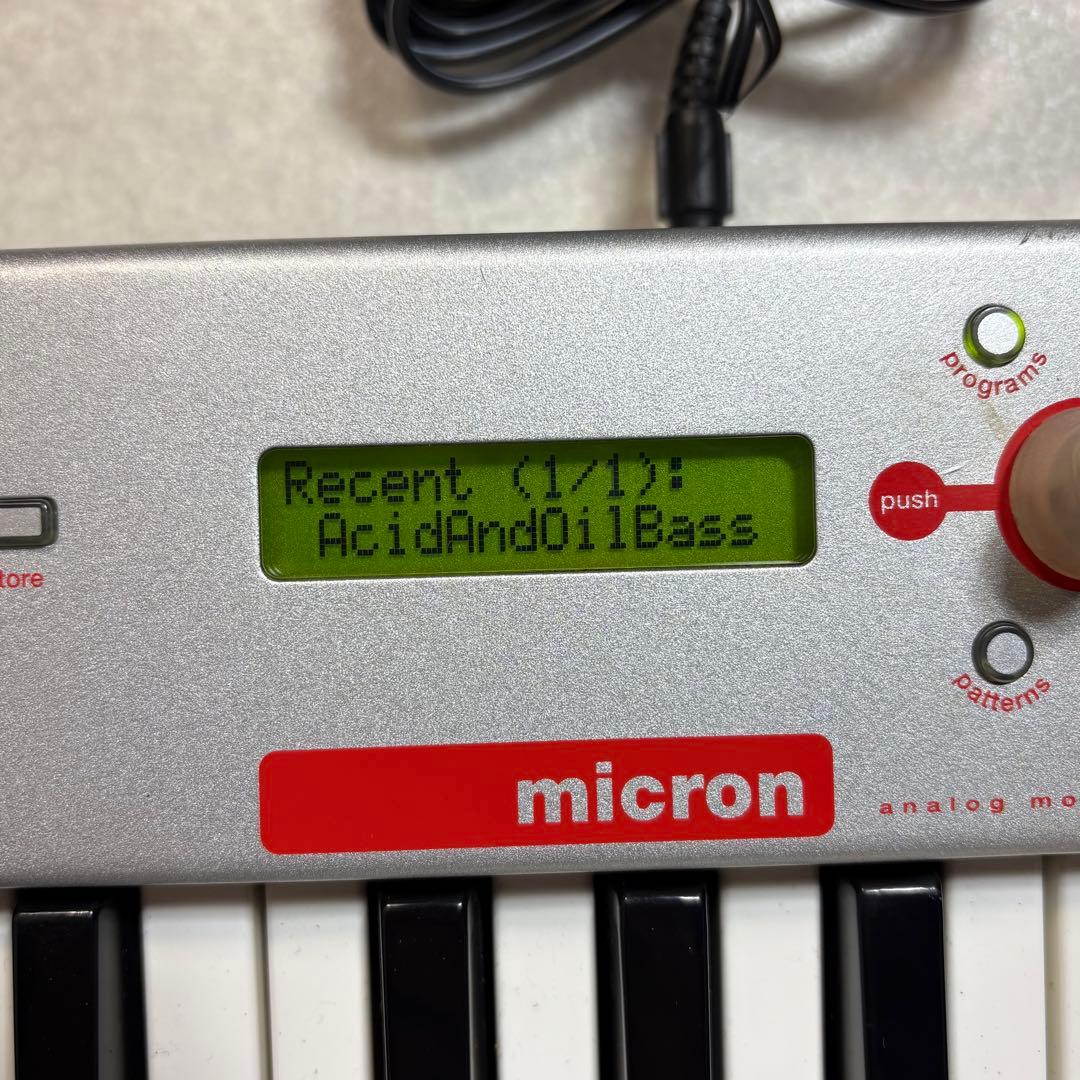 programs
Recent (1/1):
AcidAndOilBass
push
tore
patterns
micron
analog mo